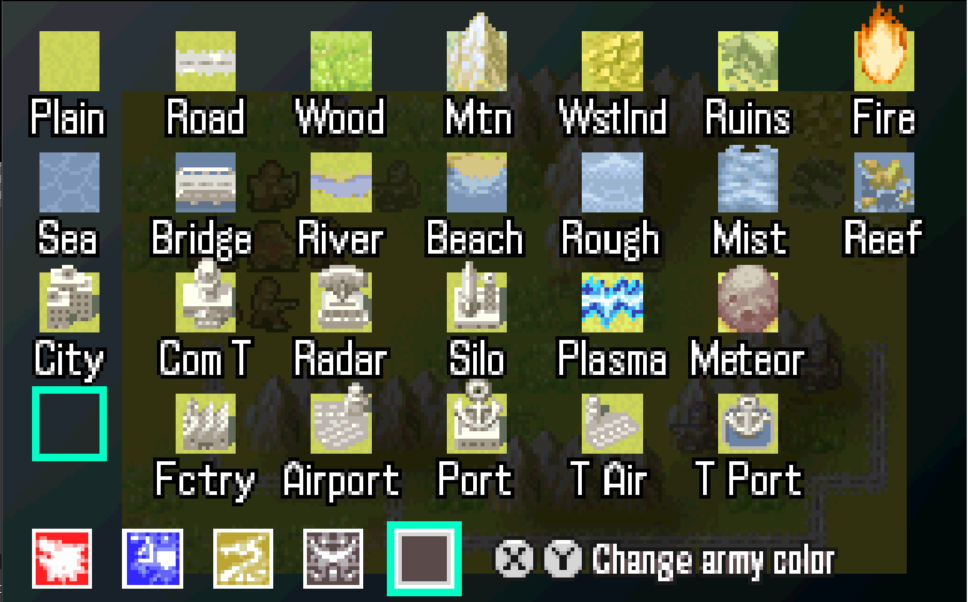 Plain Road Wood Mtn Wstlnd Ruins Fire
Sea Bridge River Beach Rough Mist Reef
City Com T Radar Silo Plasma Meteor
Fctry Airport Port T Air T Port
X Y Change army color